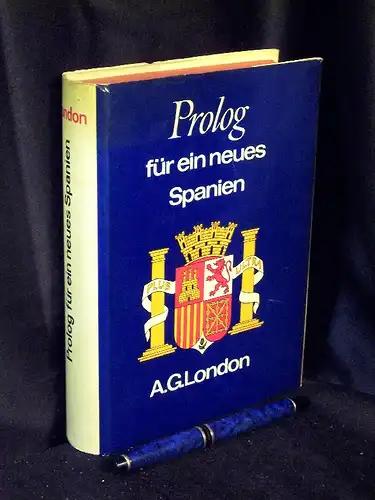 London
Prolog für ein neues Spanien
Prolog
für ein neues
Spanien
PLUS
ULTRA
A.G.London